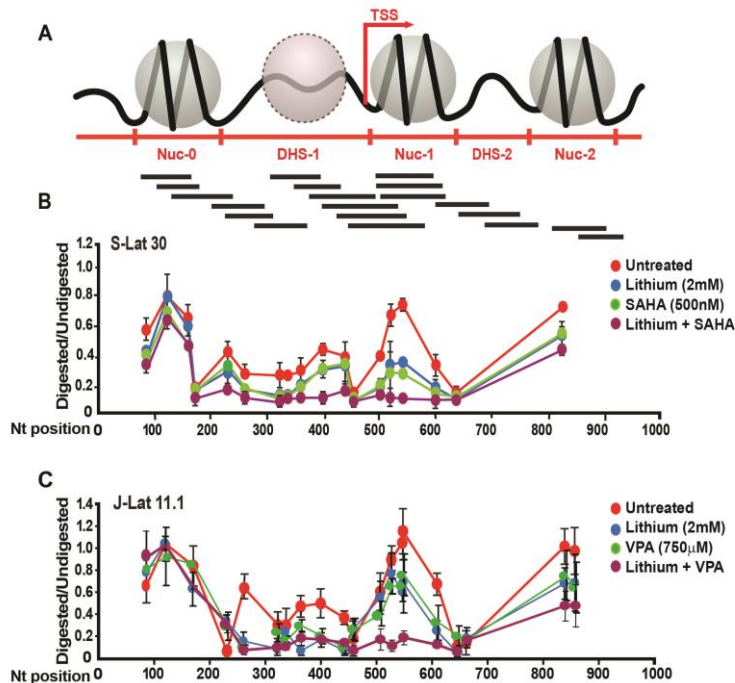 A
TSS
Nuc-0 DHS-1 Nuc-1 DHS-2 Nuc-2
B
S-Lat 30
Digested/Undigested
1.2
1.0
0.8
0.6
0.4
0.2
0
Untreated
Lithium (2mM)
SAHA (500nM)
Lithium + SAHA
Nt position 0 100 200 300 400 500 600 700 800 900 1000
C
J-Lat 11.1
Digested/Undigested
1.4
1.2
1.0
0.8
0.6
0.4
0.2
0
Untreated
Lithium (2mM)
VPA (750μM)
Lithium + VPA
Nt position 0 100 200 300 400 500 600 700 800 900 1000